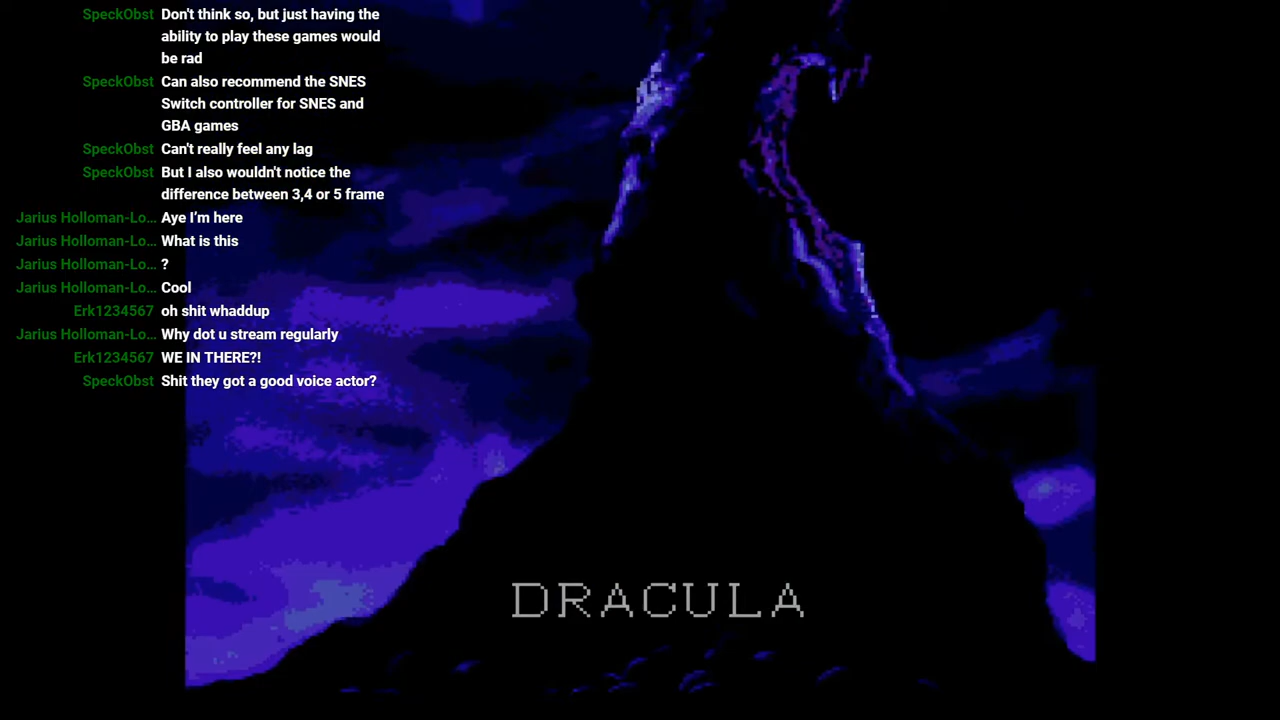 SpeckObst Don't think so, but just having the
ability to play these games would
be rad
SpeckObst Can also recommend the SNES
Switch controller for SNES and
GBA games
SpeckObst Can't really feel any lag
SpeckObst But I also wouldn't notice the
difference between 3,4 or 5 frame
Jarius Holloman-Lo... Aye I'm here
Jarius Holloman-Lo... What is this
Jarius Holloman-Lo... ?
Jarius Holloman-Lo... Cool
Erk1234567 oh shit whaddup
Jarius Holloman-Lo... Why dot u stream regularly
Erk1234567 WE IN THERE?!
SpeckObst Shit they got a good voice actor?
DRACULA